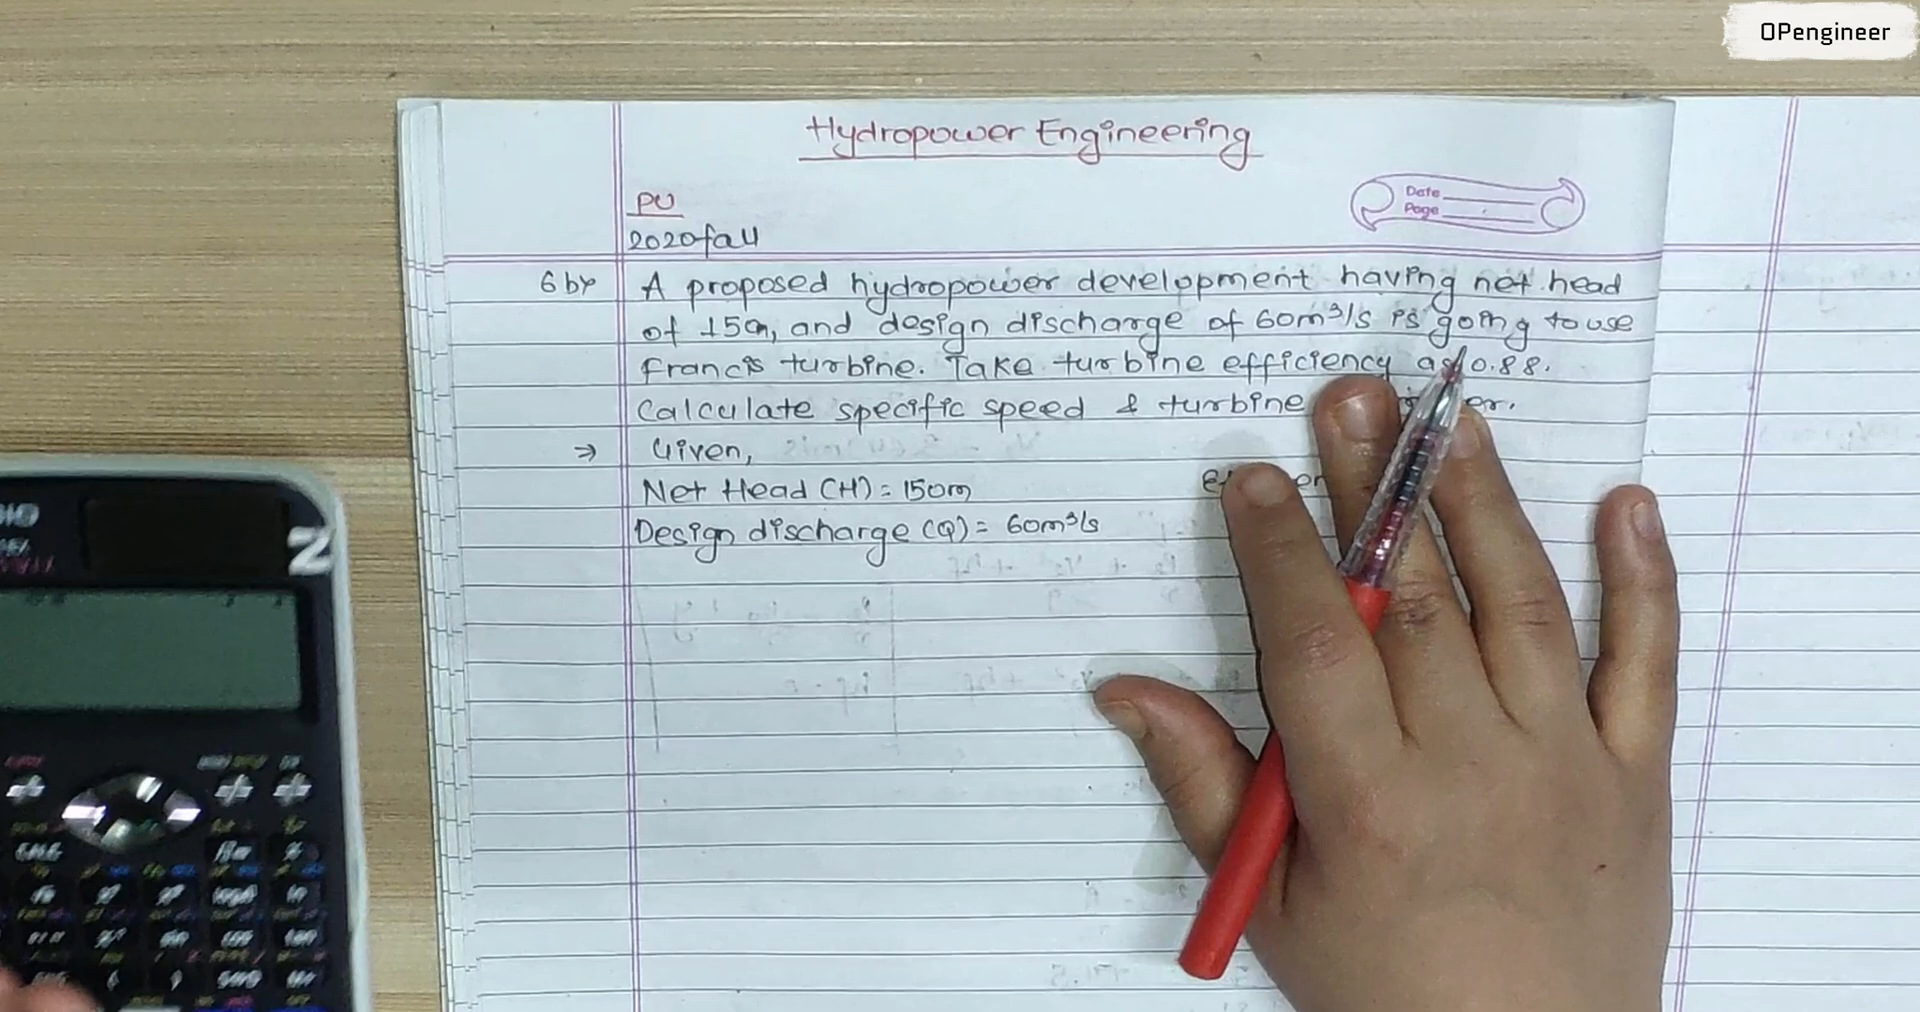 OPengineer
Hydropower Engineering
PU
Date
Page
2020 fall
6 b) A proposed hydropower development having net head
of 150m, and design discharge of 60m³/s is going to use
Francis turbine. Take turbine efficiency as 0.88.
Calculate specific speed & turbine
⇒ Given,
Net Head (H) = 150m
Design discharge (Q) = 60m³/s